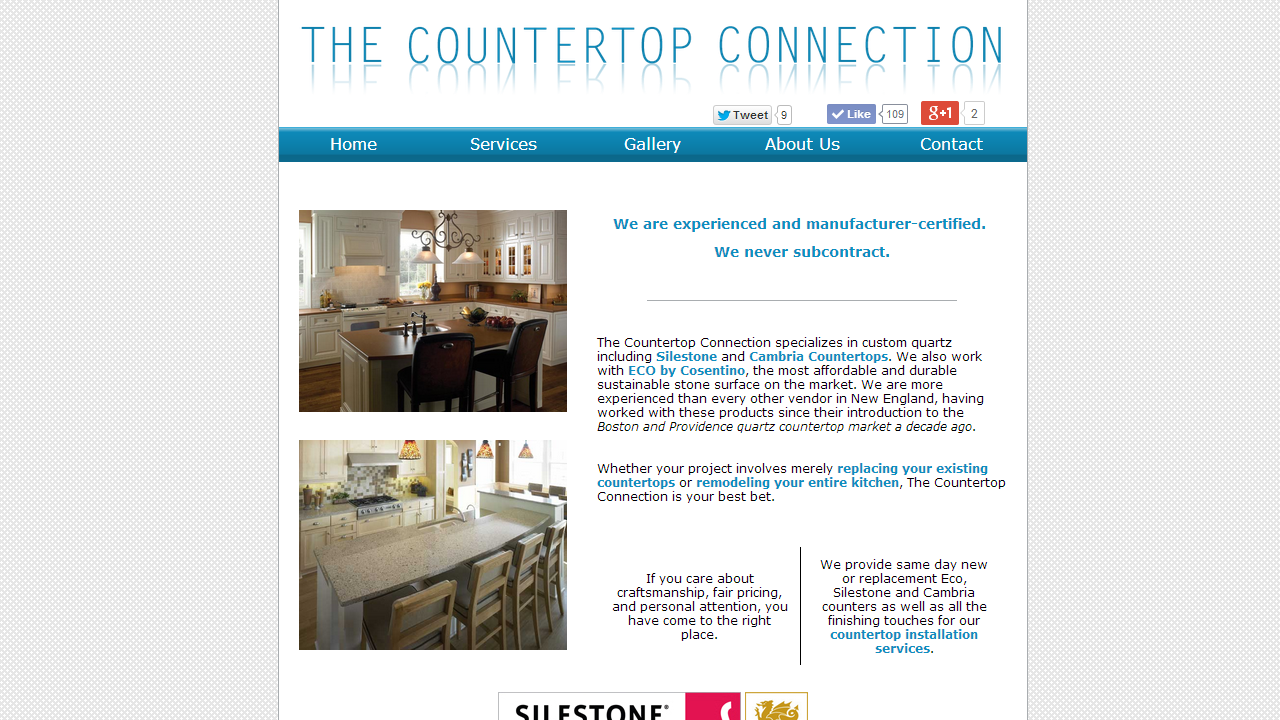 THE COUNTERTOP CONNECTION
Tweet 9 Like 109 g+1 2
Home Services Gallery About Us Contact
We are experienced and manufacturer-certified.
We never subcontract.
The Countertop Connection specializes in custom quartz
including Silestone and Cambria Countertops. We also work
with ECO by Cosentino, the most affordable and durable
sustainable stone surface on the market. We are more
experienced than every other vendor in New England, having
worked with these products since their introduction to the
Boston and Providence quartz countertop market a decade ago.
Whether your project involves merely replacing your existing
countertops or remodeling your entire kitchen, The Countertop
Connection is your best bet.
If you care about
craftsmanship, fair pricing,
and personal attention, you
have come to the right
place.
We provide same day new
or replacement Eco,
Silestone and Cambria
counters as well as all the
finishing touches for our
countertop installation
services.
SILESTONE®